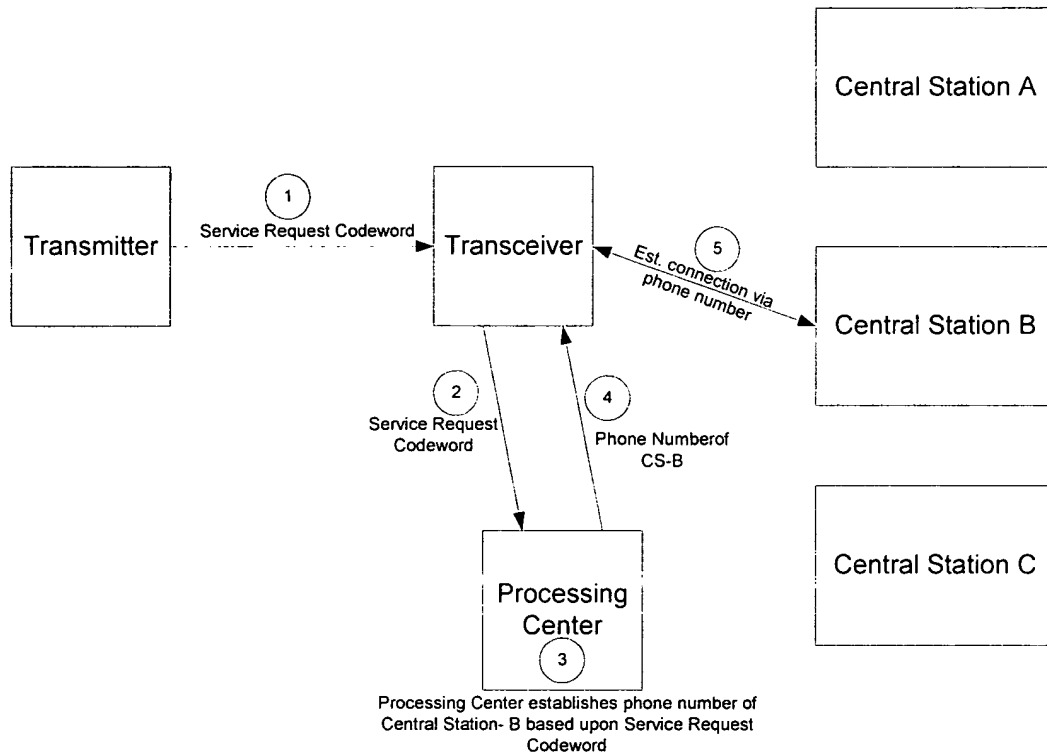 Central Station A
1
Service Request Codeword
Transmitter
Transceiver
5
Est. connection via
phone number
Central Station B
2
Service Request
Codeword
4
Phone Numberof
CS-B
Central Station C
Processing
Center
3
Processing Center establishes phone number of
Central Station- B based upon Service Request
Codeword